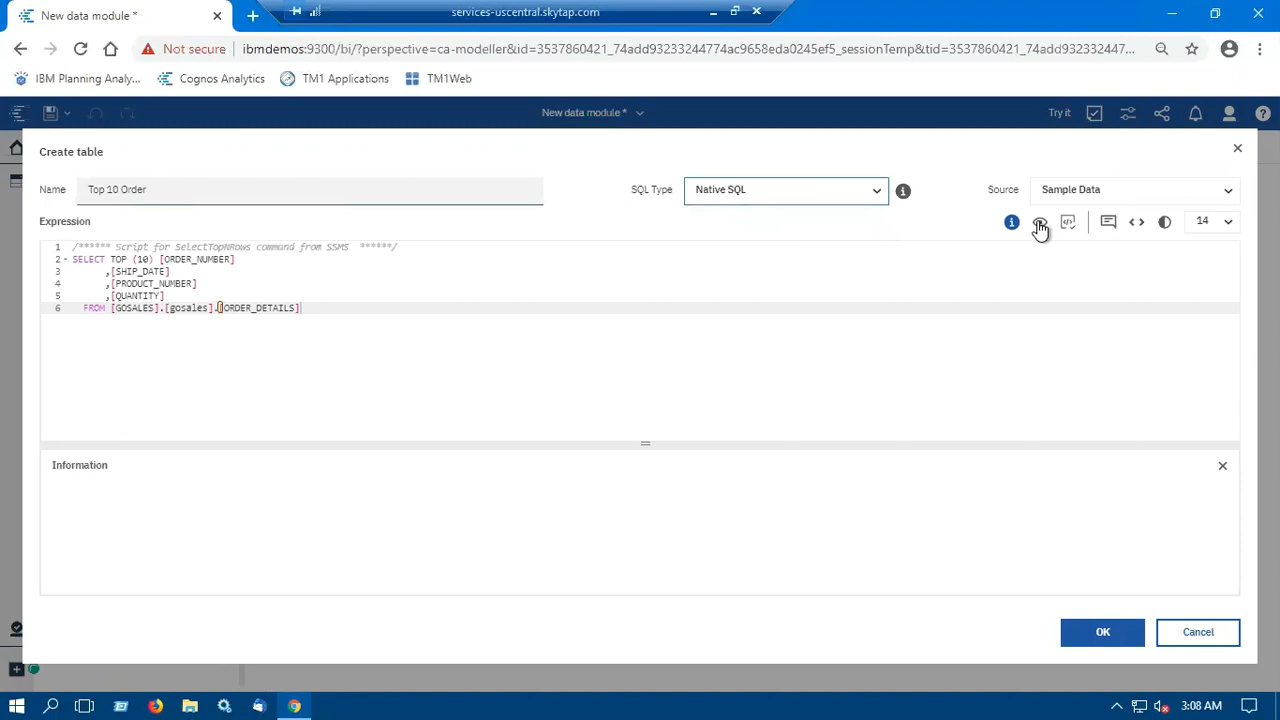 New data module *
services-uscentral.skytap.com
Not secure
ibmdemos:9300/bi/?perspective=ca-modeller&id=3537860421_74add93233244774ac9658eda0245ef5_sessionTemp&tid=3537860421_74add932332447...
IBM Planning Analy...
Cognos Analytics
TM1 Applications
TM1Web
New data module *
Try it
Create table
Name
Top 10 Order
SQL Type
Native SQL
Source
Sample Data
Expression
14
1 /****** Script for SelectTopNRows command from SSMS ******/
2 SELECT TOP (10) [ORDER_NUMBER]
3 ,[SHIP_DATE]
4 ,[PRODUCT_NUMBER]
5 ,[QUANTITY]
6 FROM [GOSALES].[gosales].[ORDER_DETAILS]
Information
OK
Cancel
3:08 AM